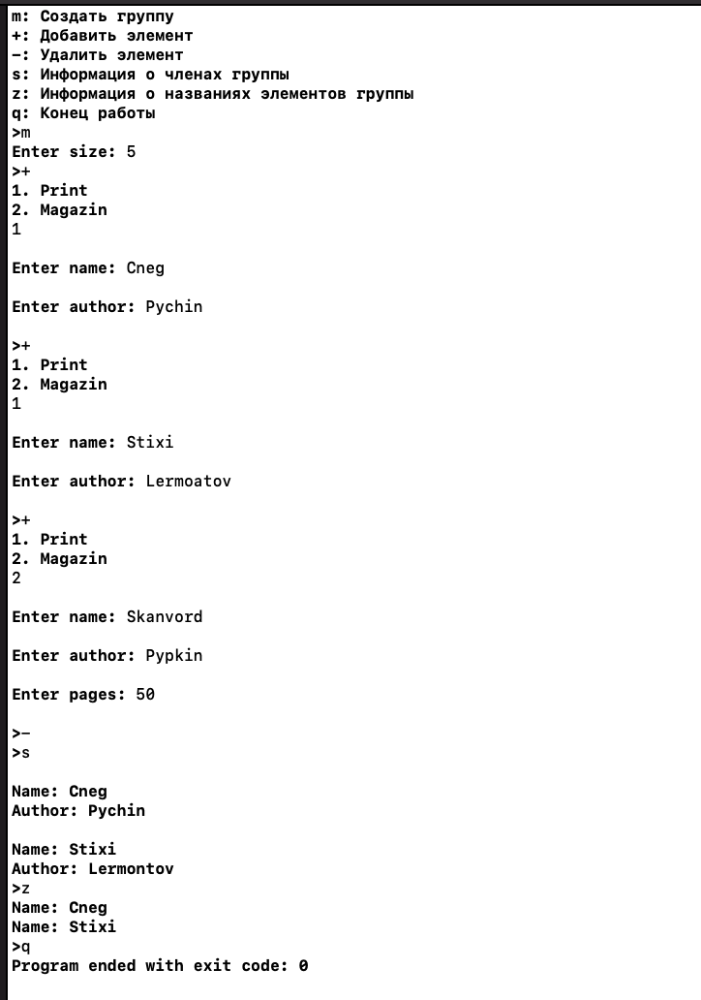 m: Создать группу
+: Добавить элемент
-: Удалить элемент
s: Информация о членах группы
z: Информация о названиях элементов группы
q: Конец работы
>m
Enter size: 5
>+
1. Print
2. Magazin
1
Enter name: Cneg
Enter author: Pychin
>+
1. Print
2. Magazin
1
Enter name: Stixi
Enter author: Lermoatov
>+
1. Print
2. Magazin
2
Enter name: Skanvord
Enter author: Pypkin
Enter pages: 50
>-
>s
Name: Cneg
Author: Pychin
Name: Stixi
Author: Lermontov
>z
Name: Cneg
Name: Stixi
>q
Program ended with exit code: 0